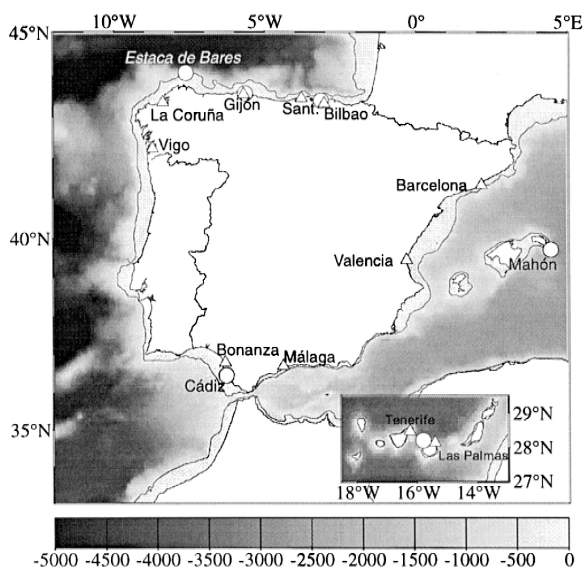 10°W 5°W 0° 5°E
45°N
Estaca de Bares
La Coruña
Gijón
Sant.
Bilbao
Vigo
Barcelona
40°N
Valencia
Mahón
Bonanza
Málaga
Cádiz
35°N
Tenerife
Las Palmas
29°N
28°N
27°N
18°W 16°W 14°W
-5000 -4500 -4000 -3500 -3000 -2500 -2000 -1500 -1000 -500 0